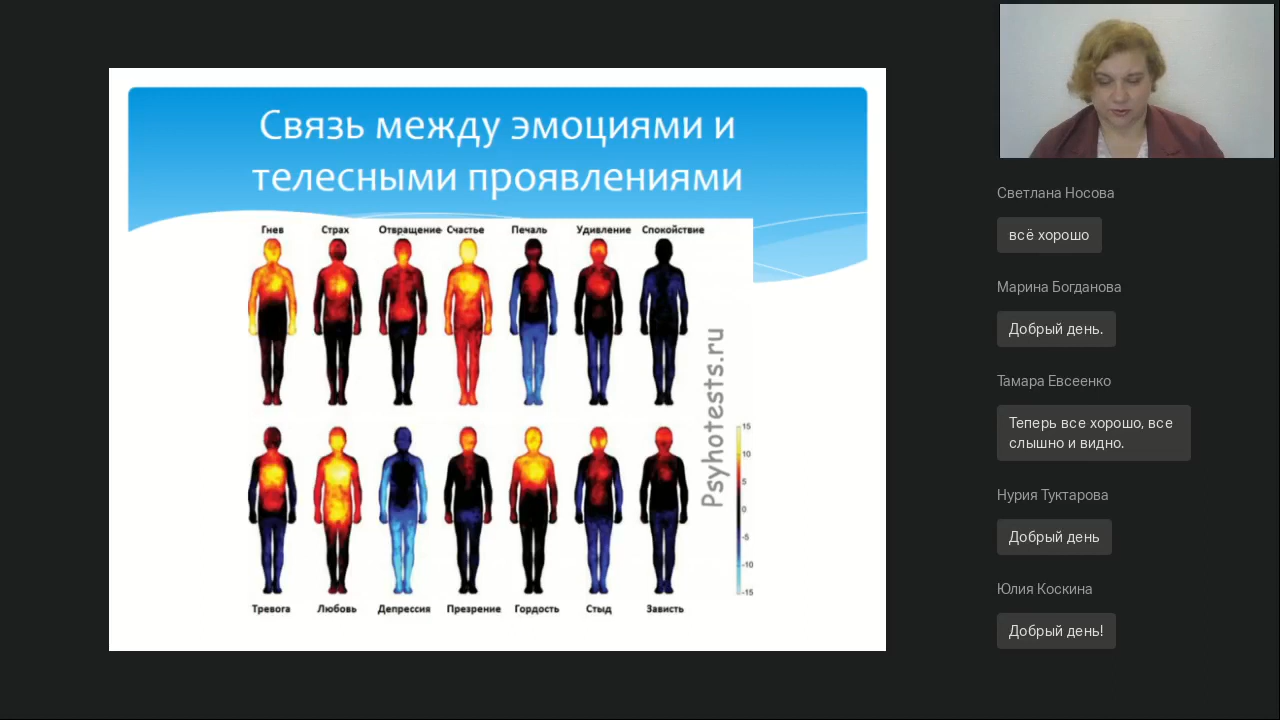 Связь между эмоциями и
телесными проявлениями
Гнев Страх Отвращение Счастье Печаль Удивление Спокойствие
Psyhotests.ru
15
10
5
0
-5
-10
-15
Тревога Любовь Депрессия Презрение Гордость Стыд Зависть
Светлана Носова
всё хорошо
Марина Богданова
Добрый день.
Тамара Евсеенко
Теперь все хорошо, все
слышно и видно.
Нурия Туктарова
Добрый день
Юлия Коскина
Добрый день!